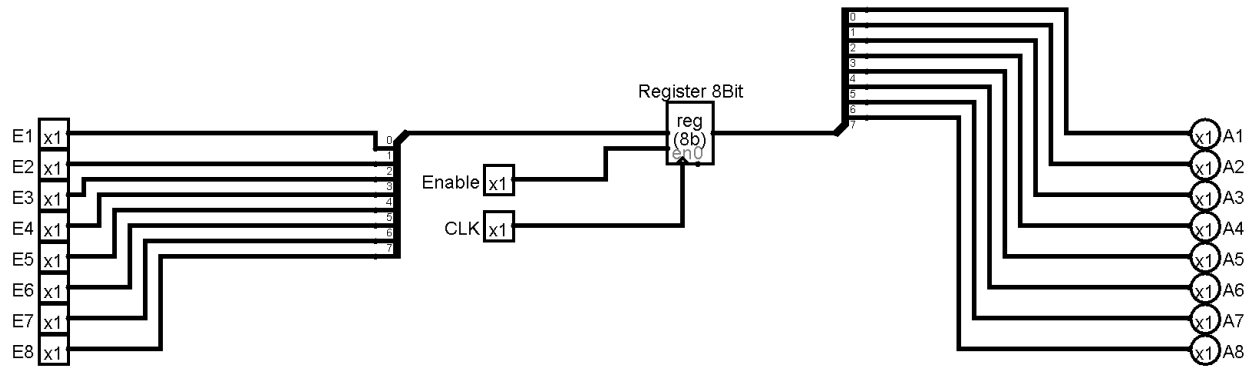 Register 8Bit
reg
(8b)
en0
E1 x1
E2 x1
E3 x1
E4 x1
E5 x1
E6 x1
E7 x1
E8 x1
0
1
2
3
4
5
6
7
Enable x1
CLK x1
0
1
2
3
4
5
6
7
x1 A1
x1 A2
x1 A3
x1 A4
x1 A5
x1 A6
x1 A7
x1 A8